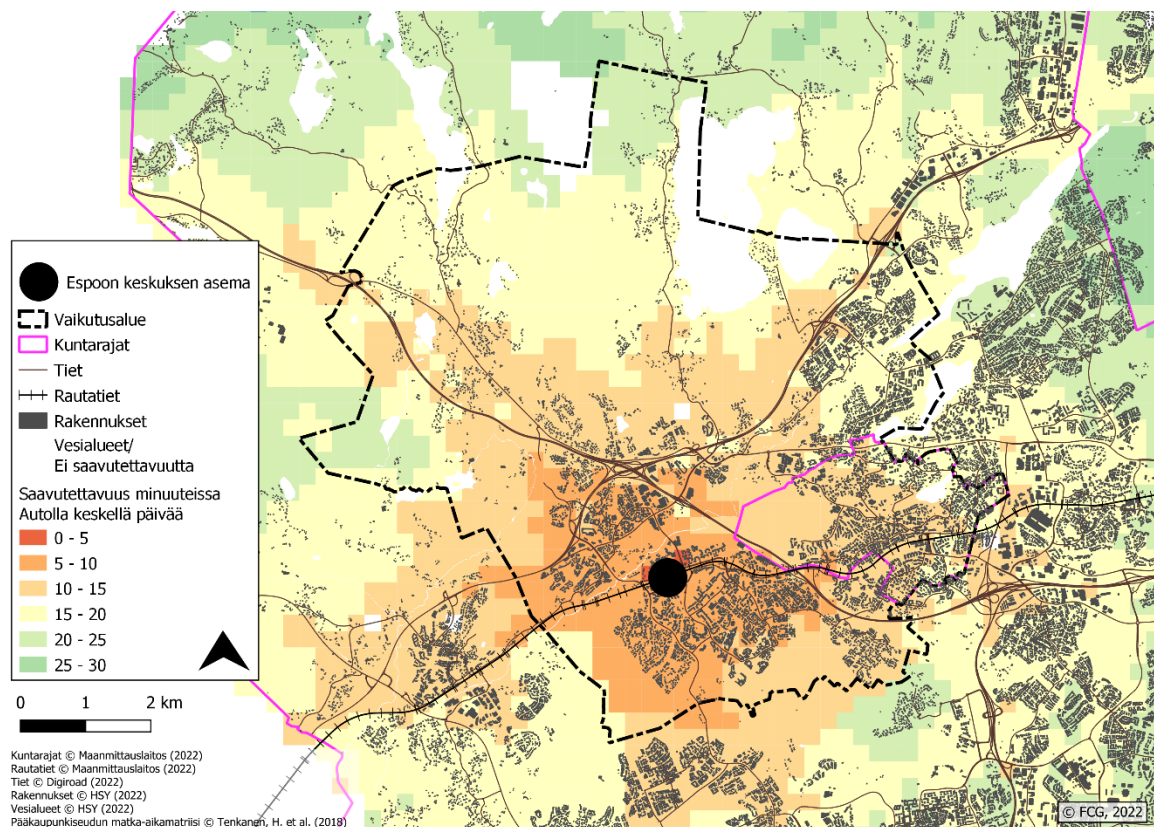 Espoon keskuksen asema
Vaikutusalue
Kuntarajat
Tiet
Rautatiet
Rakennukset
Vesialueet/
Ei saavutettavuutta
Saavutettavuus minuuteissa
Autolla keskellä päivää
0 - 5
5 - 10
10 - 15
15 - 20
20 - 25
25 - 30
0 1 2 km
Kuntarajat © Maanmittauslaitos (2022)
Rautatiet © Maanmittauslaitos (2022)
Tiet © Digiroad (2022)
Rakennukset © HSY (2022)
Vesialueet © HSY (2022)
Pääkaupunkiseudun matka-aikamatriisi © Tenkanen, H. et al. (2018)
© FCG, 2022